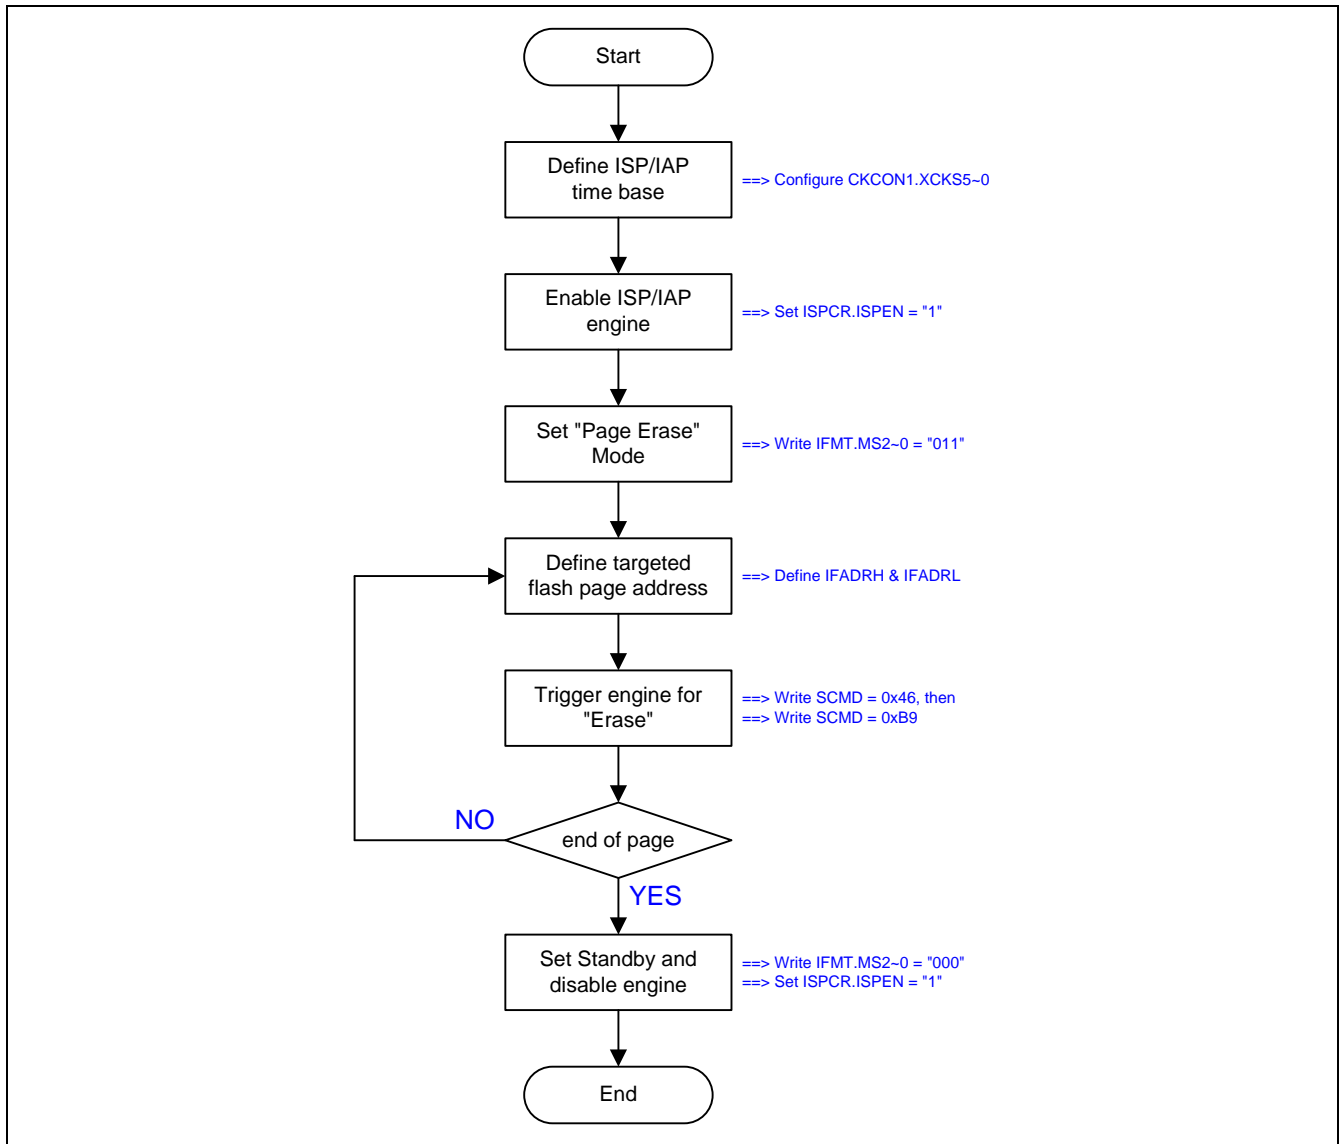 Start
Define ISP/IAP
time base
==> Configure CKCON1.XCKS5~0
Enable ISP/IAP
engine
==> Set ISPCR.ISPEN = "1"
Set "Page Erase"
Mode
==> Write IFMT.MS2~0 = "011"
Define targeted
flash page address
==> Define IFADRH & IFADRL
Trigger engine for
"Erase"
==> Write SCMD = 0x46, then
==> Write SCMD = 0xB9
NO
end of page
YES
Set Standby and
disable engine
==> Write IFMT.MS2~0 = "000"
==> Set ISPCR.ISPEN = "1"
End